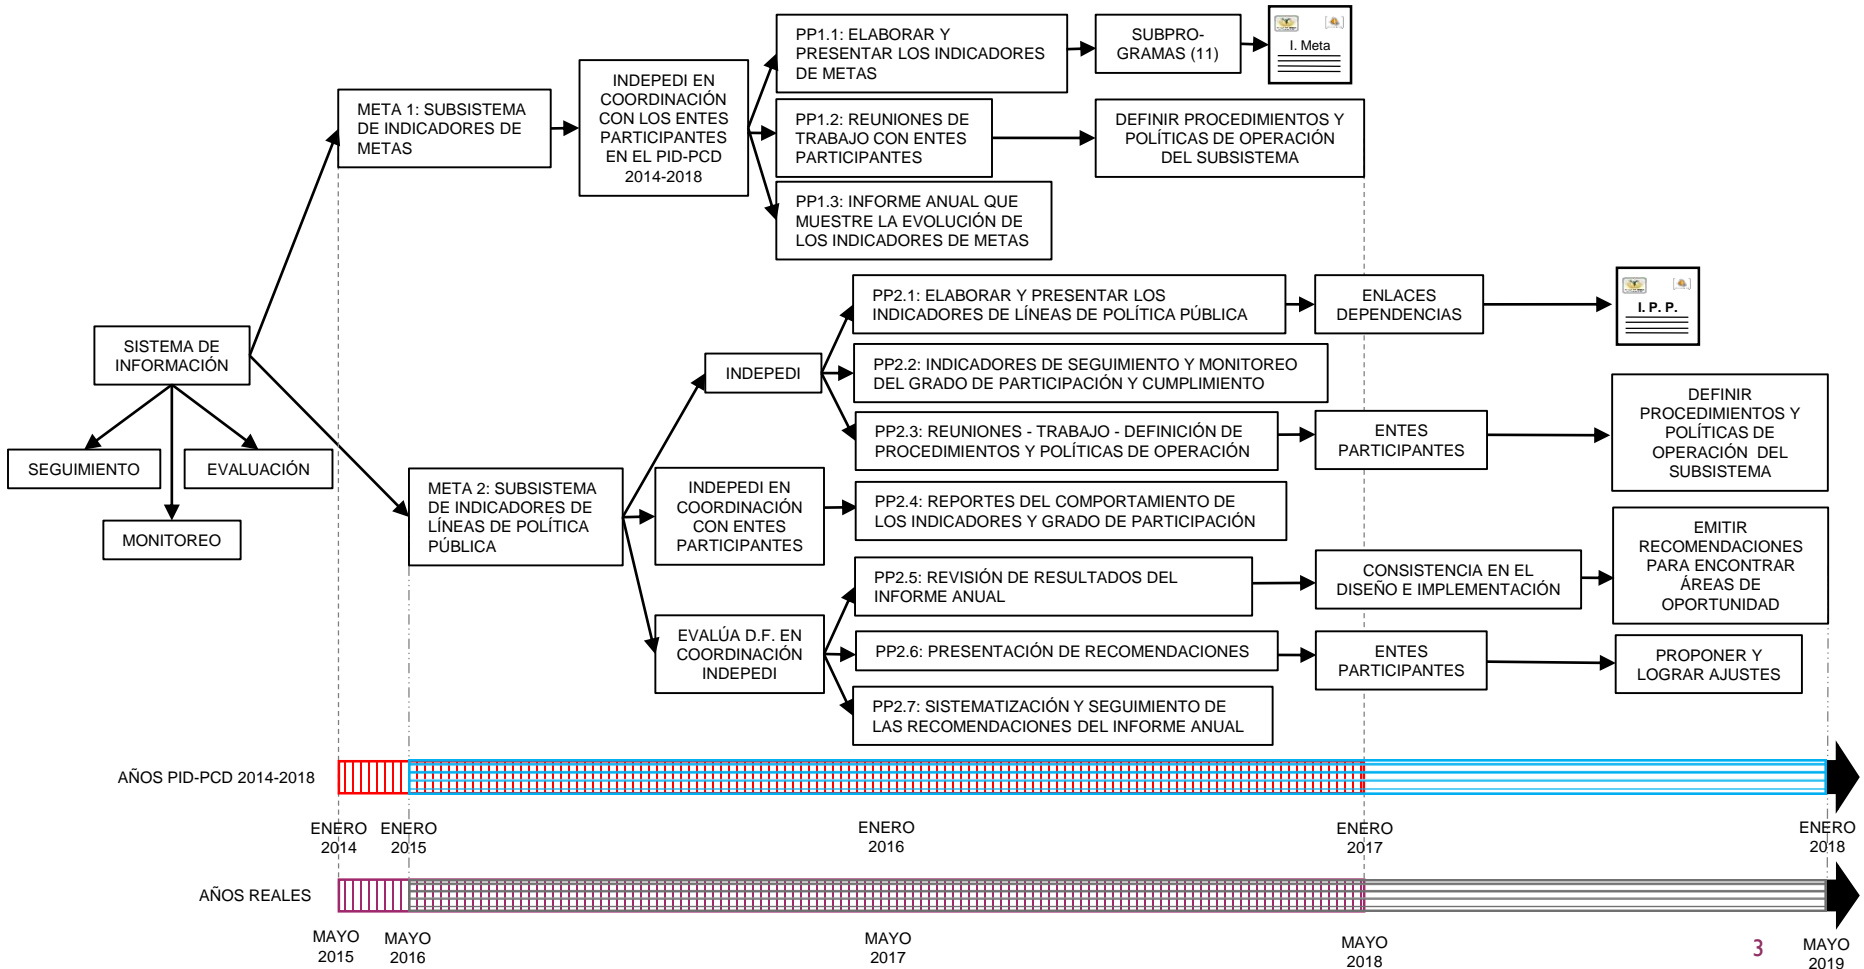 SISTEMA DE
INFORMACIÓN
SEGUIMIENTO
EVALUACIÓN
MONITOREO
META 1: SUBSISTEMA
DE INDICADORES DE
METAS
INDEPEDI EN
COORDINACIÓN
CON LOS ENTES
PARTICIPANTES
EN EL PID-PCD
2014-2018
PP1.1: ELABORAR Y
PRESENTAR LOS INDICADORES
DE METAS
SUBPRO-
GRAMAS (11)
I. Meta
PP1.2: REUNIONES DE
TRABAJO CON ENTES
PARTICIPANTES
DEFINIR PROCEDIMIENTOS Y
POLÍTICAS DE OPERACIÓN
DEL SUBSISTEMA
PP1.3: INFORME ANUAL QUE
MUESTRE LA EVOLUCIÓN DE
LOS INDICADORES DE METAS
META 2: SUBSISTEMA
DE INDICADORES DE
LÍNEAS DE POLÍTICA
PÚBLICA
INDEPEDI
PP2.1: ELABORAR Y PRESENTAR LOS
INDICADORES DE LÍNEAS DE POLÍTICA PÚBLICA
ENLACES
DEPENDENCIAS
I. P. P.
PP2.2: INDICADORES DE SEGUIMIENTO Y MONITOREO
DEL GRADO DE PARTICIPACIÓN Y CUMPLIMIENTO
PP2.3: REUNIONES - TRABAJO - DEFINICIÓN DE
PROCEDIMIENTOS Y POLÍTICAS DE OPERACIÓN
ENTES
PARTICIPANTES
DEFINIR
PROCEDIMIENTOS Y
POLÍTICAS DE
OPERACIÓN DEL
SUBSISTEMA
INDEPEDI EN
COORDINACIÓN
CON ENTES
PARTICIPANTES
PP2.4: REPORTES DEL COMPORTAMIENTO DE
LOS INDICADORES Y GRADO DE PARTICIPACIÓN
EVALÚA D.F. EN
COORDINACIÓN
INDEPEDI
PP2.5: REVISIÓN DE RESULTADOS DEL
INFORME ANUAL
CONSISTENCIA EN EL
DISEÑO E IMPLEMENTACIÓN
EMITIR
RECOMENDACIONES
PARA ENCONTRAR
ÁREAS DE
OPORTUNIDAD
PP2.6: PRESENTACIÓN DE RECOMENDACIONES
ENTES
PARTICIPANTES
PROPONER Y
LOGRAR AJUSTES
PP2.7: SISTEMATIZACIÓN Y SEGUIMIENTO DE
LAS RECOMENDACIONES DEL INFORME ANUAL
AÑOS PID-PCD 2014-2018
ENERO
2014
ENERO
2015
ENERO
2016
ENERO
2017
ENERO
2018
AÑOS REALES
MAYO
2015
MAYO
2016
MAYO
2017
MAYO
2018
MAYO
2019
3